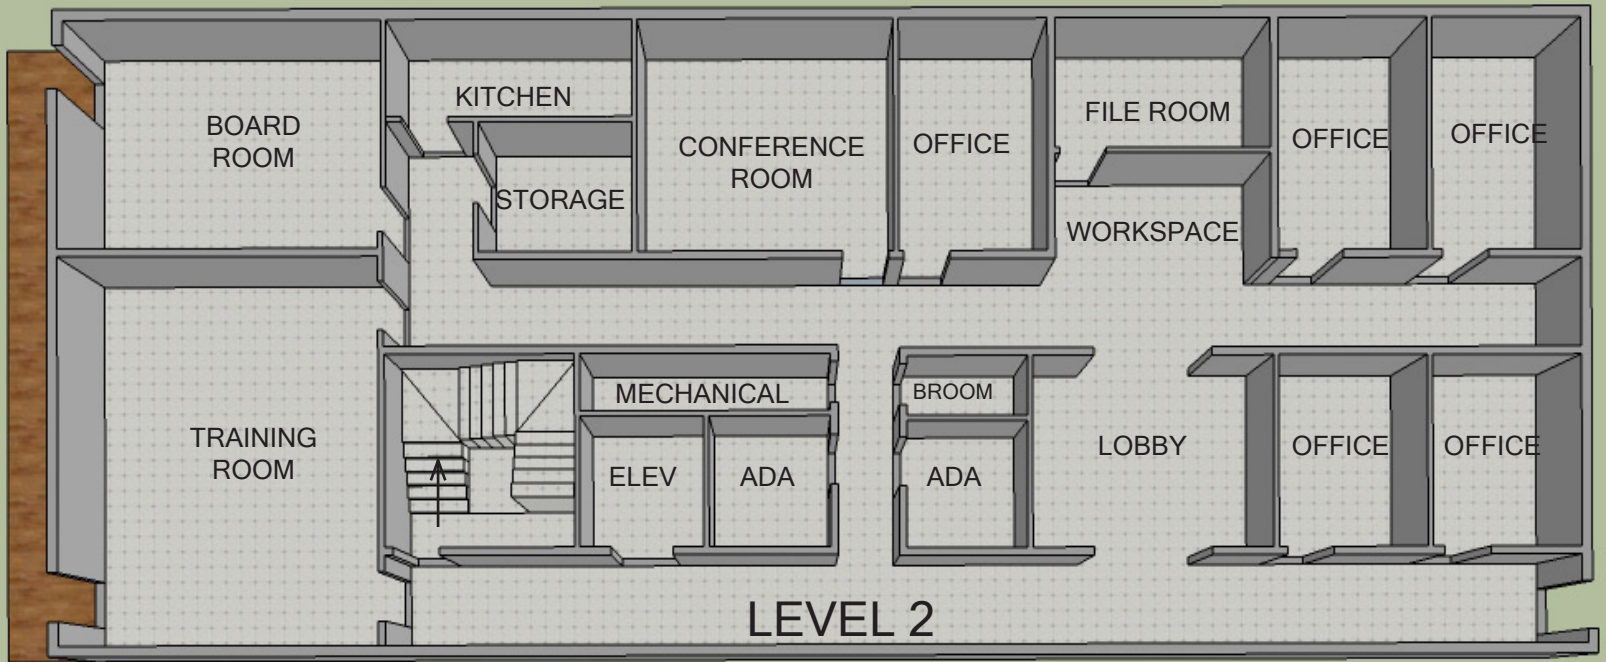 BOARD
ROOM
KITCHEN
STORAGE
CONFERENCE
ROOM
OFFICE
FILE ROOM
WORKSPACE
OFFICE
OFFICE
TRAINING
ROOM
MECHANICAL
ELEV
ADA
BROOM
ADA
LOBBY
OFFICE
OFFICE
LEVEL 2